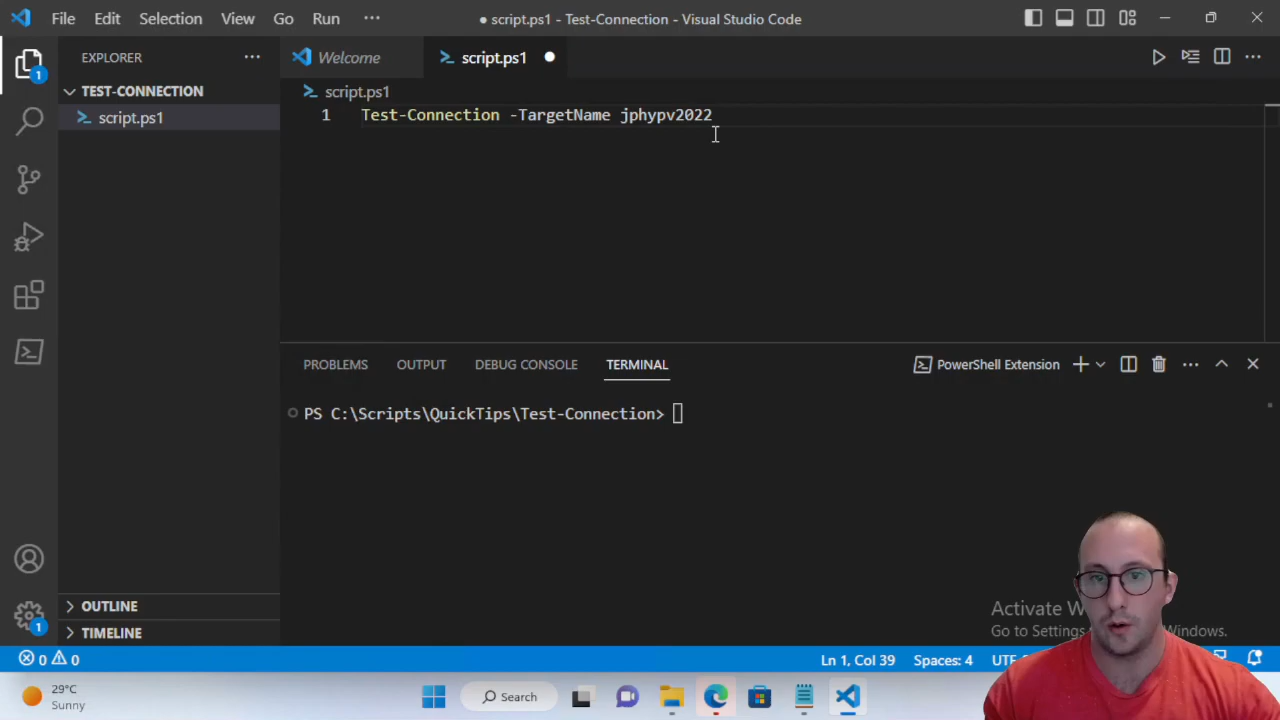 File Edit Selection View Go Run ··· ● script.ps1 - Test-Connection - Visual Studio Code
EXPLORER ···
Welcome
script.ps1 ●
1
TEST-CONNECTION
script.ps1
script.ps1
1 Test-Connection -TargetName jphypv2022
PROBLEMS OUTPUT DEBUG CONSOLE TERMINAL
PowerShell Extension
PS C:\Scripts\QuickTips\Test-Connection>
OUTLINE
TIMELINE
1
Activate W
Go to Settings Windows.
0 0
Ln 1, Col 39 Spaces: 4 UTF-
29°C
Sunny
Search